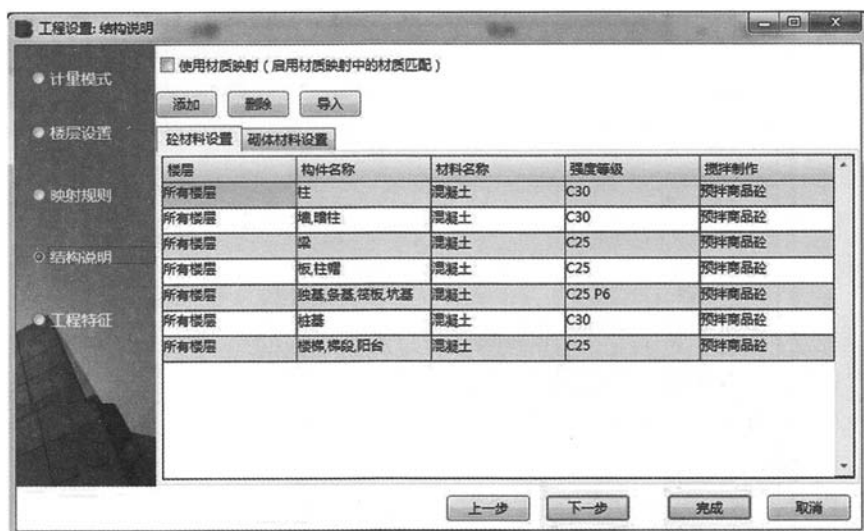 工程设置:结构说明
计量模式
楼层设置
映射规则
结构说明
工程特征
使用材质映射(启用材质映射中的材质匹配)
添加 删除 导入
砼材料设置 砌体材料设置
楼层 构件名称 材料名称 强度等级 搅拌制作
所有楼层 柱 混凝土 C30 预拌商品砼
所有楼层 墙,暗柱 混凝土 C30 预拌商品砼
所有楼层 梁 混凝土 C25 预拌商品砼
所有楼层 板,柱帽 混凝土 C25 预拌商品砼
所有楼层 独基,条基,筏板,坑基 混凝土 C25 P6 预拌商品砼
所有楼层 桩基 混凝土 C30 预拌商品砼
所有楼层 楼梯,梯段,阳台 混凝土 C25 预拌商品砼
上一步 下一步 完成 取消